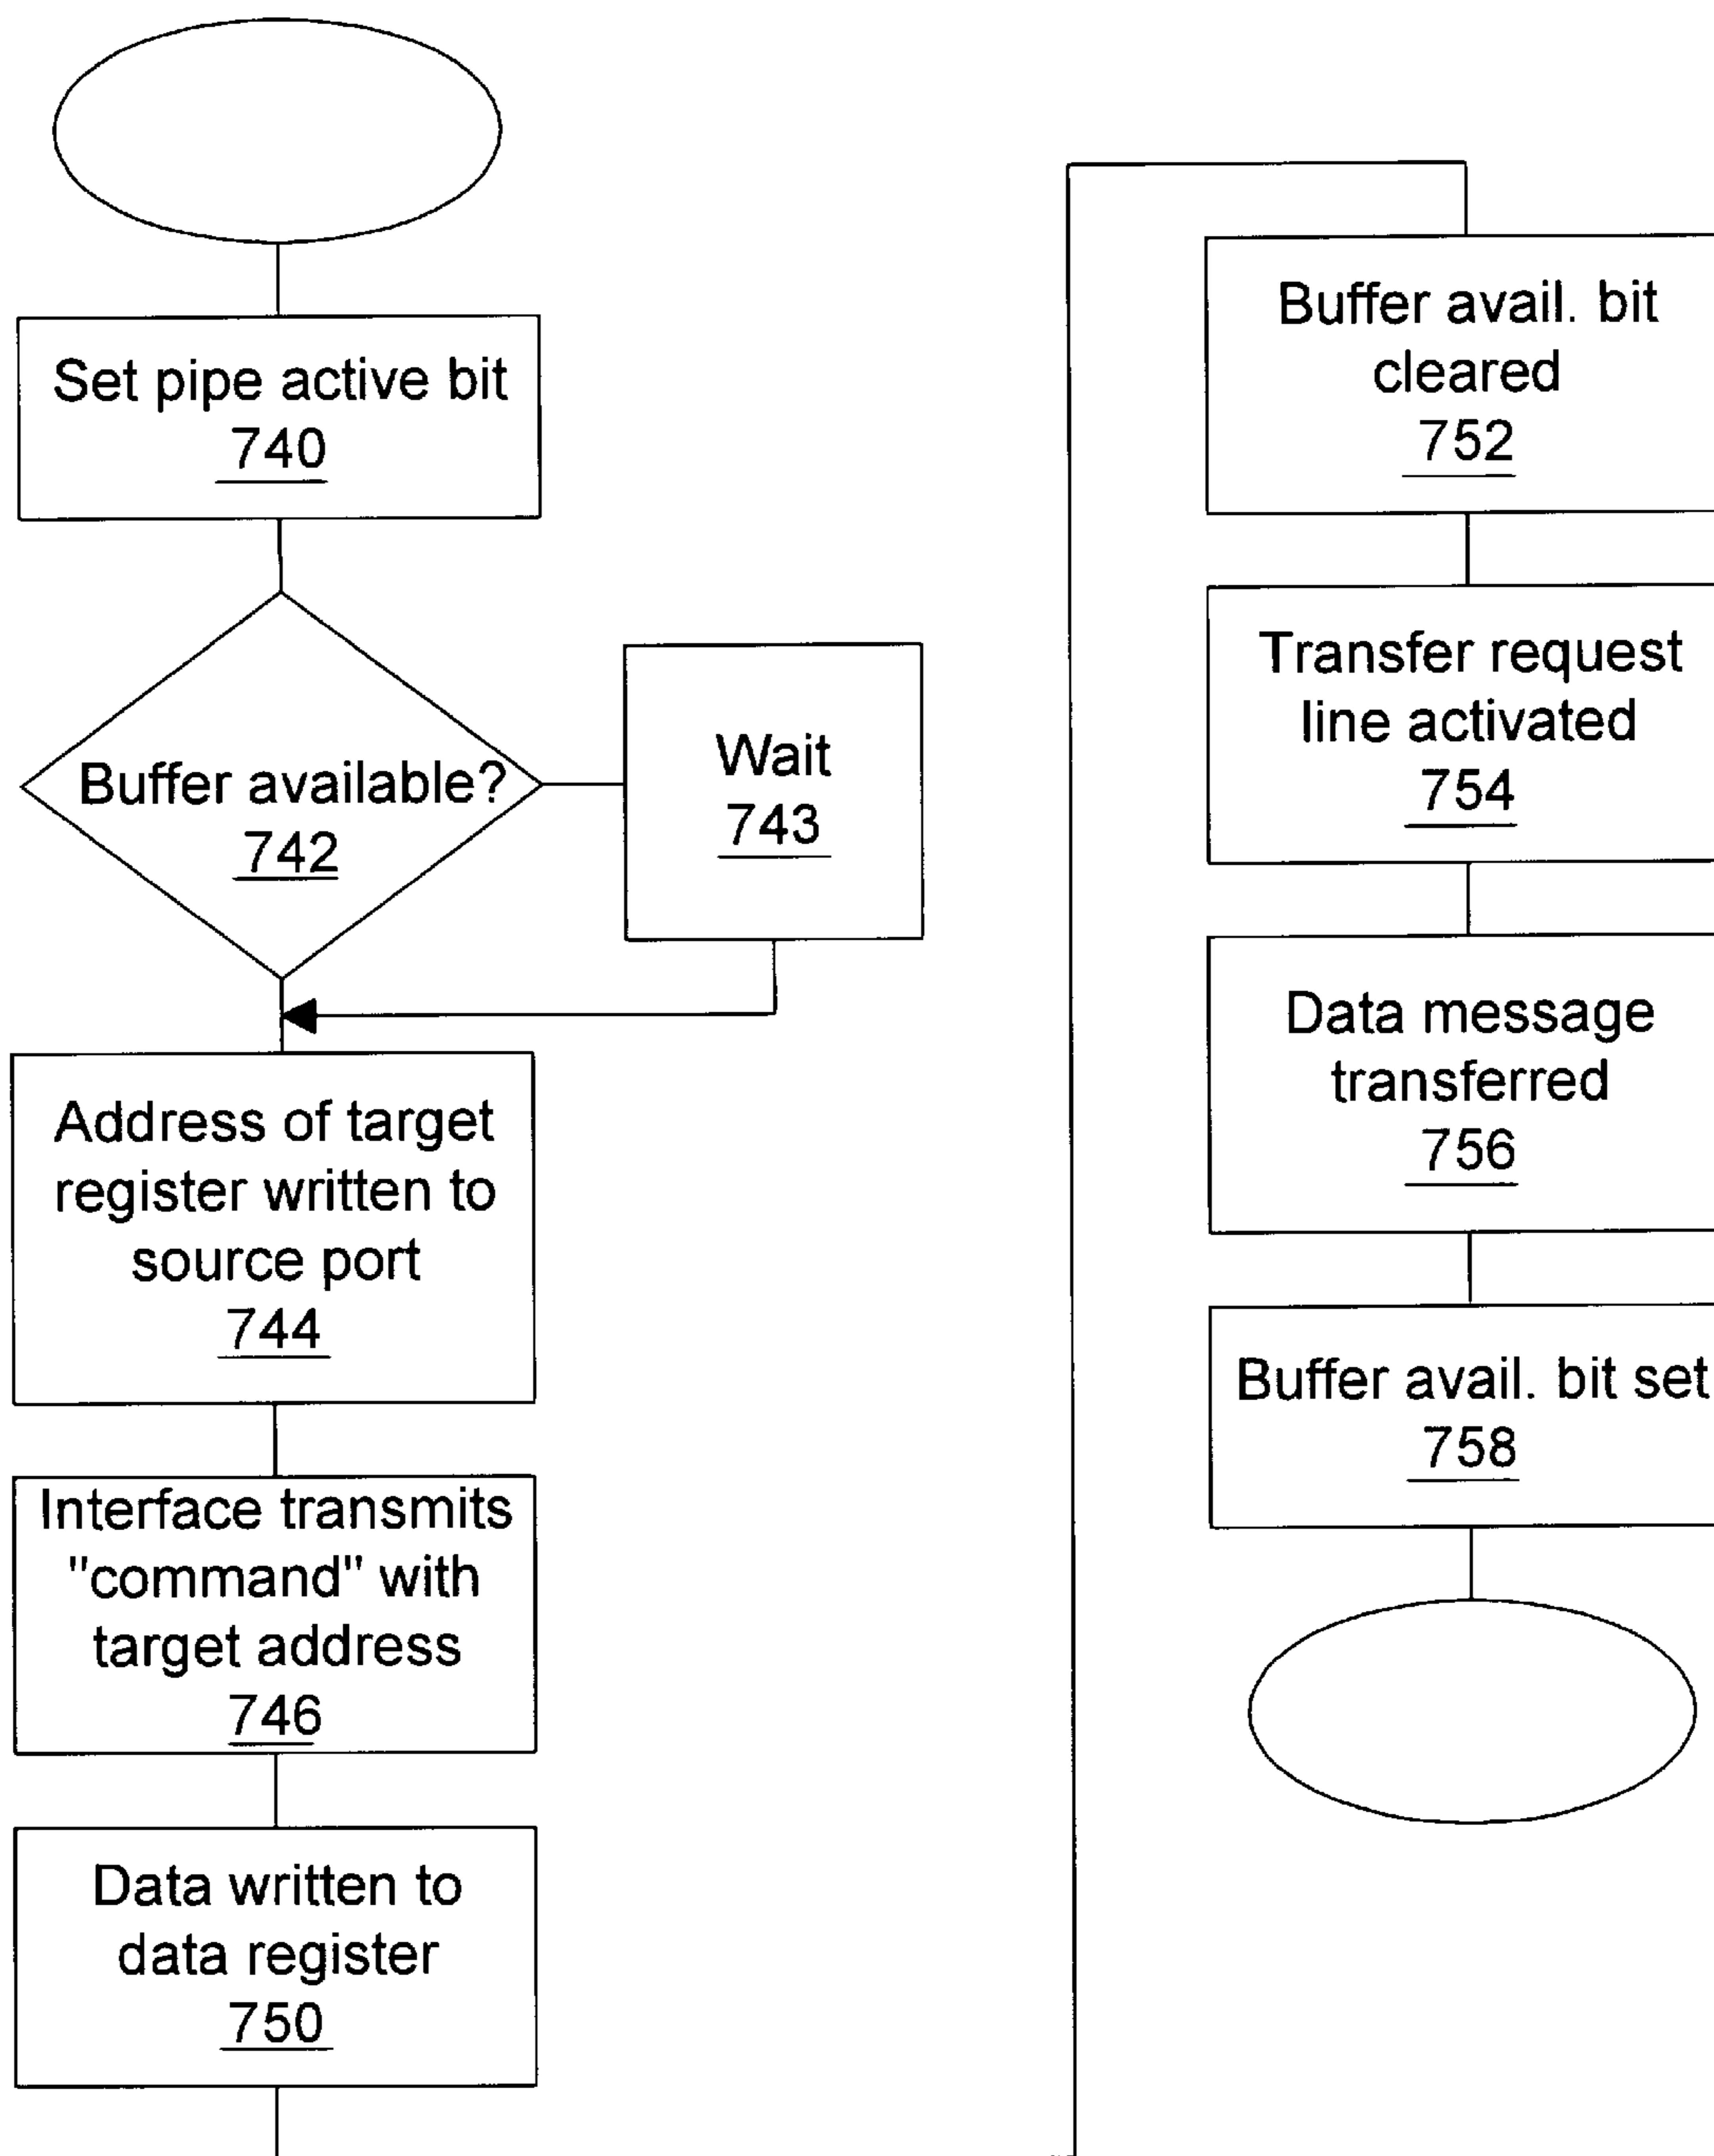 Set pipe active bit
740
Buffer available?
742
Wait
743
Address of target
register written to
source port
744
Interface transmits
"command" with
target address
746
Data written to
data register
750
Buffer avail. bit
cleared
752
Transfer request
line activated
754
Data message
transferred
756
Buffer avail. bit set
758